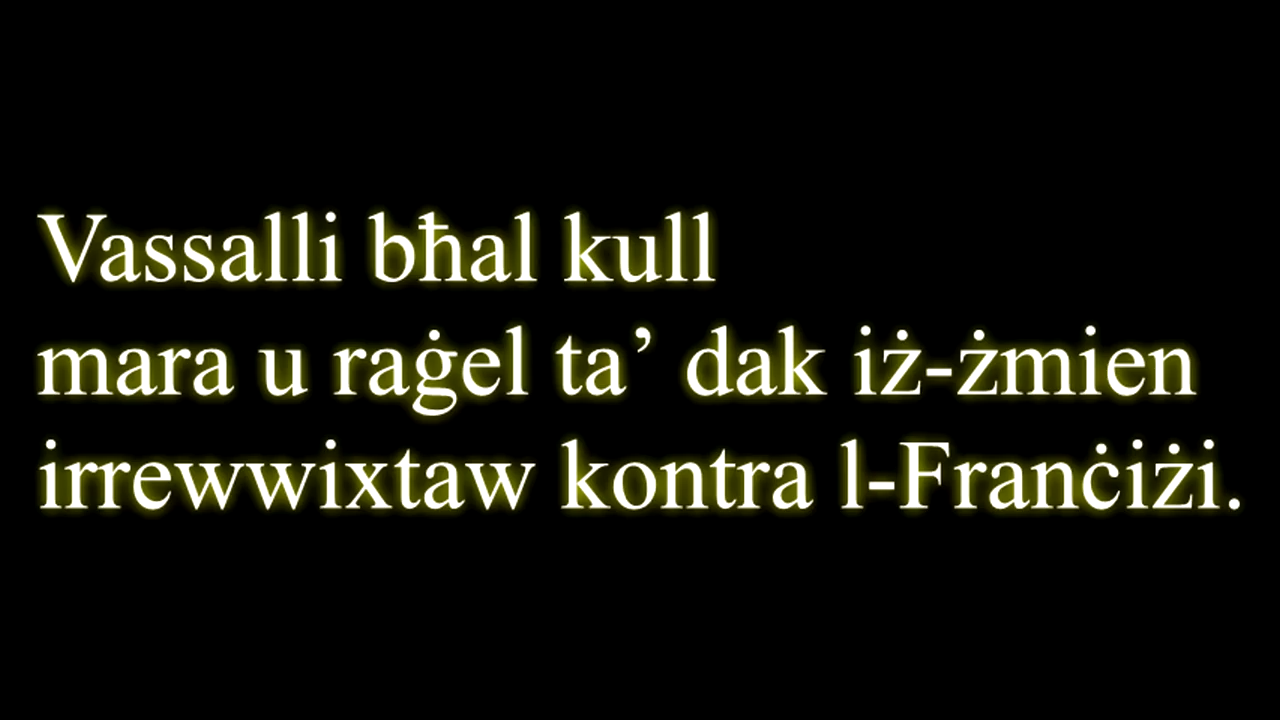 Vassalli bħal kull
mara u raġel ta’ dak iż-żmien
irrewwixtaw kontra l-Franċiżi.